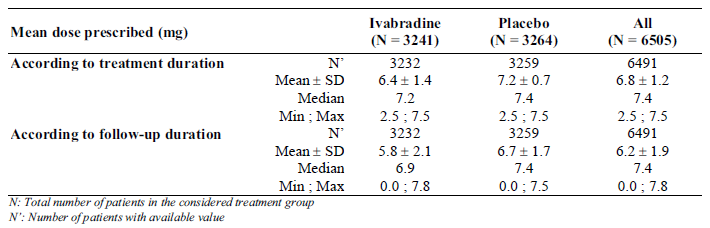 Mean dose prescribed (mg) Ivabradine (N = 3241) Placebo (N = 3264) All (N = 6505)
According to treatment duration N’ 3232 3259 6491
Mean ± SD 6.4 ± 1.4 7.2 ± 0.7 6.8 ± 1.2
Median 7.2 7.4 7.4
Min ; Max 2.5 ; 7.5 2.5 ; 7.5 2.5 ; 7.5
According to follow-up duration N’ 3232 3259 6491
Mean ± SD 5.8 ± 2.1 6.7 ± 1.7 6.2 ± 1.9
Median 6.9 7.4 7.4
Min ; Max 0.0 ; 7.8 0.0 ; 7.5 0.0 ; 7.8
N: Total number of patients in the considered treatment group
N’: Number of patients with available value